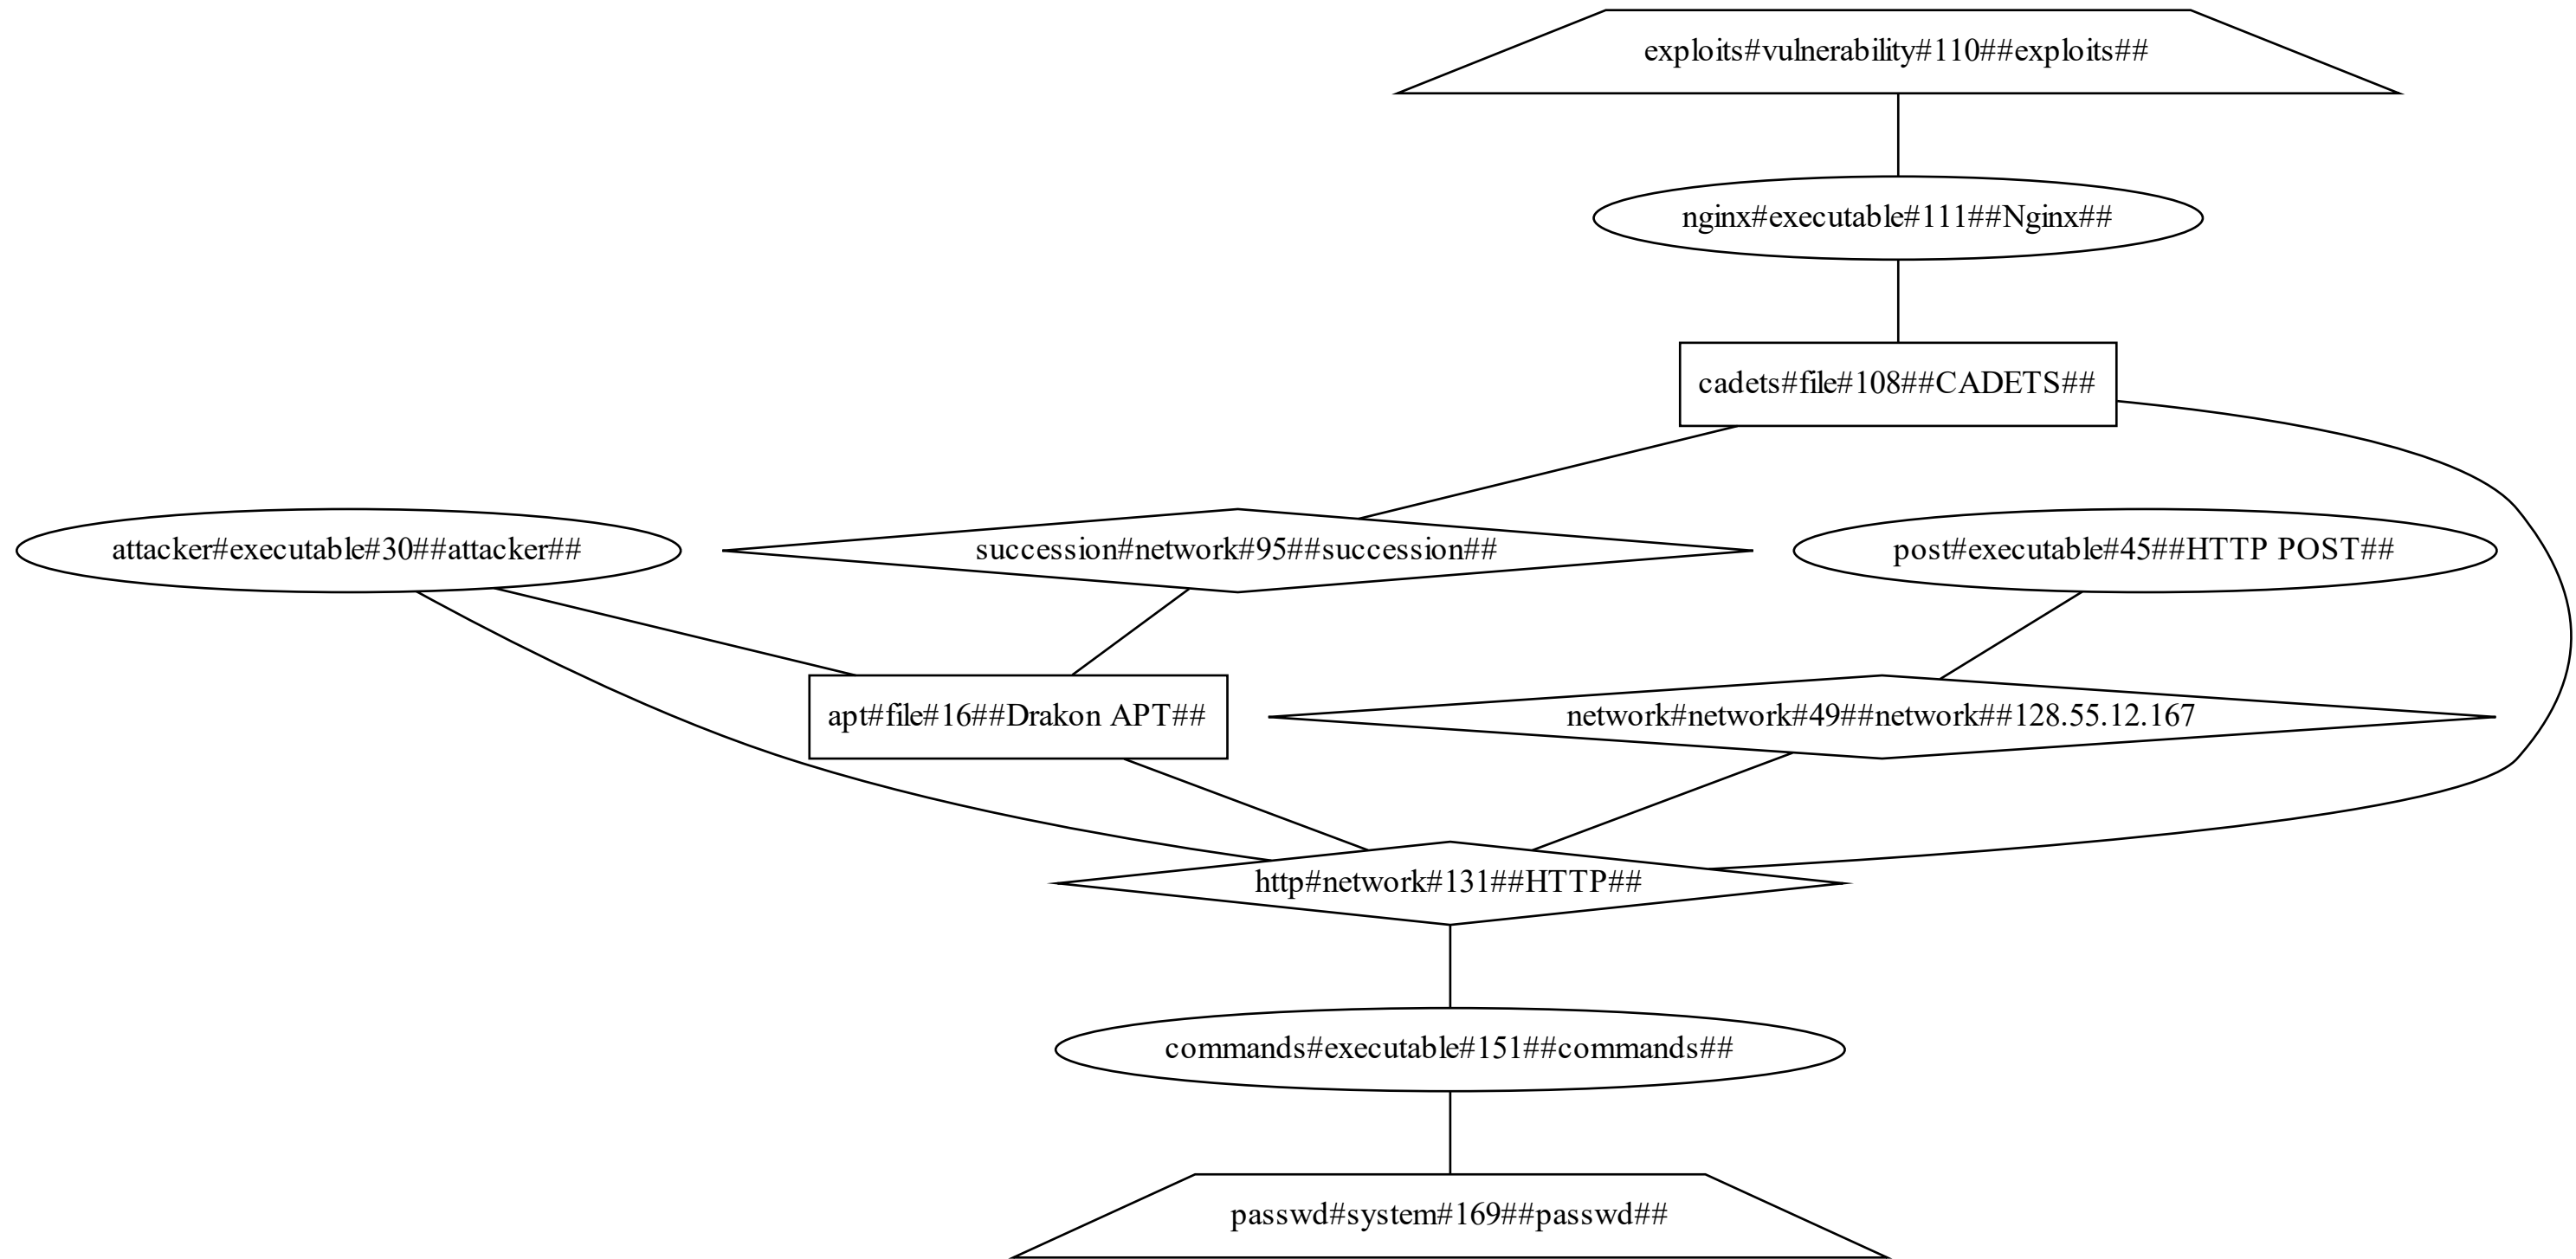 exploits#vulnerability#110##exploits##
nginx#executable#111##Nginx##
cadets#file#108##CADETS##
attacker#executable#30##attacker##
succession#network#95##succession##
post#executable#45##HTTP POST##
apt#file#16##Drakon APT##
network#network#49##network##128.55.12.167
http#network#131##HTTP##
commands#executable#151##commands##
passwd#system#169##passwd##